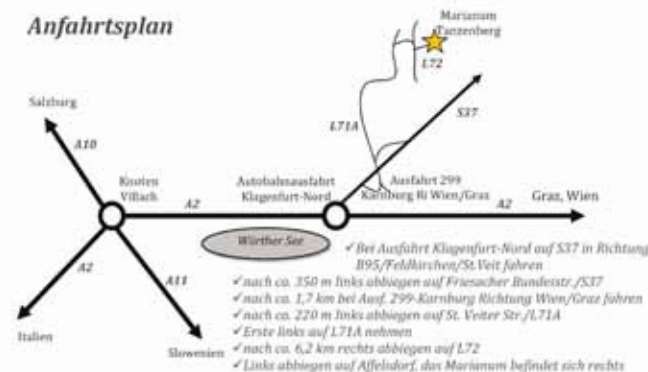 Anfahrtsplan
Marianum
Tanzenberg
L72
Salzburg
S37
L71A
A10
Knoten
Villach
A2
Autobahnausfahrt
Klagenfurt-Nord
Ausfahrt 299
Karnburg Ri Wien/Graz
A2
Graz, Wien
Wörther See
A2
A11
Italien
Slowenien
✓Bei Ausfahrt Klagenfurt-Nord auf S37 in Richtung
B95/Feldkirchen/St.Veit fahren
✓nach ca. 350 m links abbiegen auf Friesacher Bundesstr./S37
✓nach ca. 1,7 km bei Ausf. 299-Karnburg Richtung Wien/Graz fahren
✓nach ca. 220 m links abbiegen auf St. Veiter Str./L71A
✓Erste links auf L71A nehmen
✓nach ca. 6,2 km rechts abbiegen auf L72
✓Links abbiegen auf Affelsdorf, das Marianum befindet sich rechts